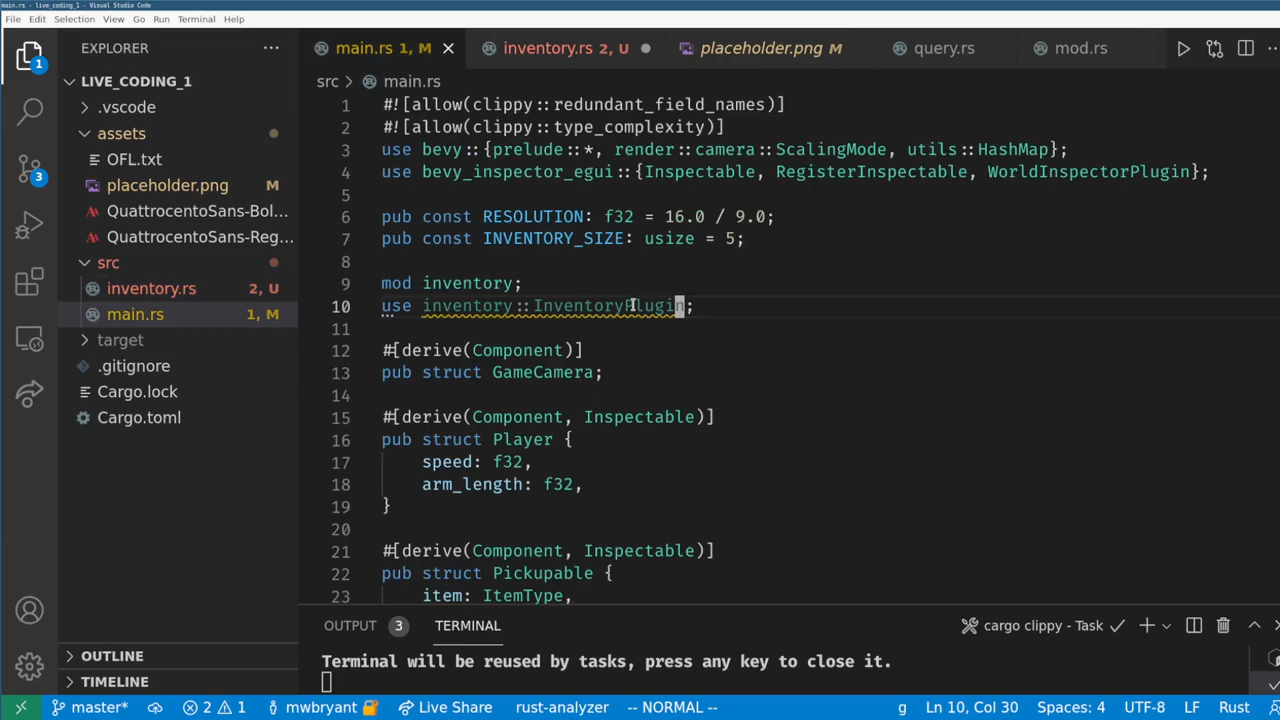 main.rs - live_coding_1 - Visual Studio Code
File Edit Selection View Go Run Terminal Help
EXPLORER
main.rs 1, M
inventory.rs 2, U
placeholder.png M
query.rs
mod.rs
1
LIVE_CODING_1
.vscode
assets
OFL.txt
placeholder.png M
QuattrocentoSans-Bol...
QuattrocentoSans-Reg...
src
inventory.rs 2, U
main.rs 1, M
target
.gitignore
Cargo.lock
Cargo.toml
OUTLINE
TIMELINE
3
src > main.rs
1 #![allow(clippy::redundant_field_names)]
2 #![allow(clippy::type_complexity)]
3 use bevy::{prelude::*, render::camera::ScalingMode, utils::HashMap};
4 use bevy_inspector_egui::{Inspectable, RegisterInspectable, WorldInspectorPlugin};
5
6 pub const RESOLUTION: f32 = 16.0 / 9.0;
7 pub const INVENTORY_SIZE: usize = 5;
8
9 mod inventory;
10 use inventory::InventoryPlugin;
11
12 #[derive(Component)]
13 pub struct GameCamera;
14
15 #[derive(Component, Inspectable)]
16 pub struct Player {
17 speed: f32,
18 arm_length: f32,
19 }
20
21 #[derive(Component, Inspectable)]
22 pub struct Pickupable {
23 item: ItemType,
OUTPUT 3 TERMINAL cargo clippy - Task
Terminal will be reused by tasks, press any key to close it.
master* 2 1 mwbryant Live Share rust-analyzer -- NORMAL -- g Ln 10, Col 30 Spaces: 4 UTF-8 LF Rust